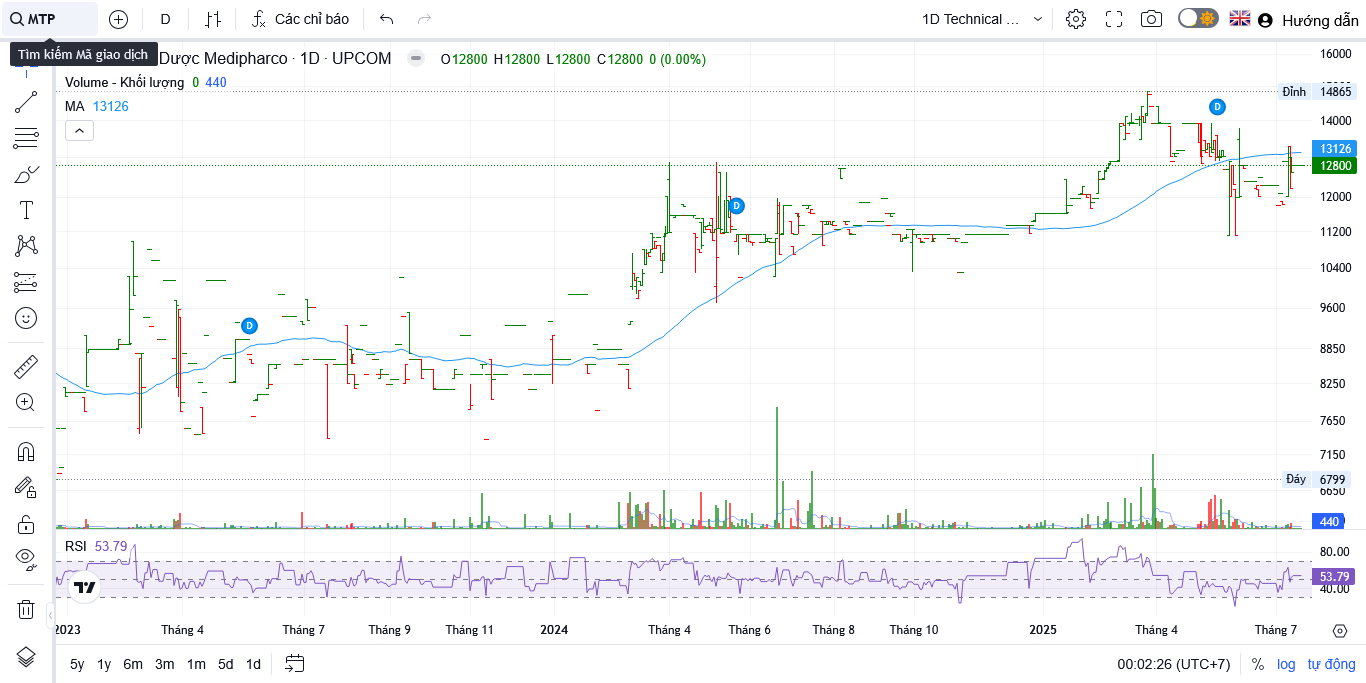 MTP
D
Các chỉ báo
1D Technical ...
Hướng dẫn
Tìm kiếm Mã giao dịch
Dược Medipharco · 1D · UPCOM
O12800 H12800 L12800 C12800 0 (0.00%)
Volume - Khối lượng 0 440
MA 13126
16000
Đỉnh 14865
14000
13126
12800
12000
11200
10400
9600
8850
8250
7650
7150
Đáy 6799
6650
440
D
D
D
RSI 53.79
80.00
53.79
40.00
2023 Tháng 4 Tháng 7 Tháng 9 Tháng 11 2024 Tháng 4 Tháng 6 Tháng 8 Tháng 10 2025 Tháng 4 Tháng 7
5y 1y 6m 3m 1m 5d 1d
00:02:26 (UTC+7) % log tự động